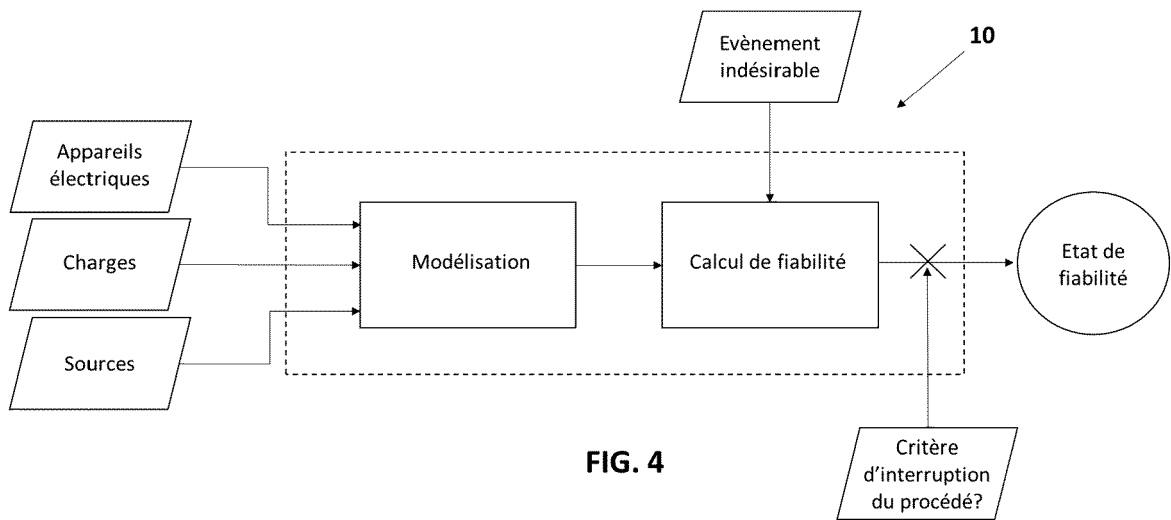 Evènement
indésirable
10
Appareils
électriques
Charges
Sources
Modélisation
Calcul de fiabilité
Etat de
fiabilité
FIG. 4
Critère
d'interruption
du procédé?